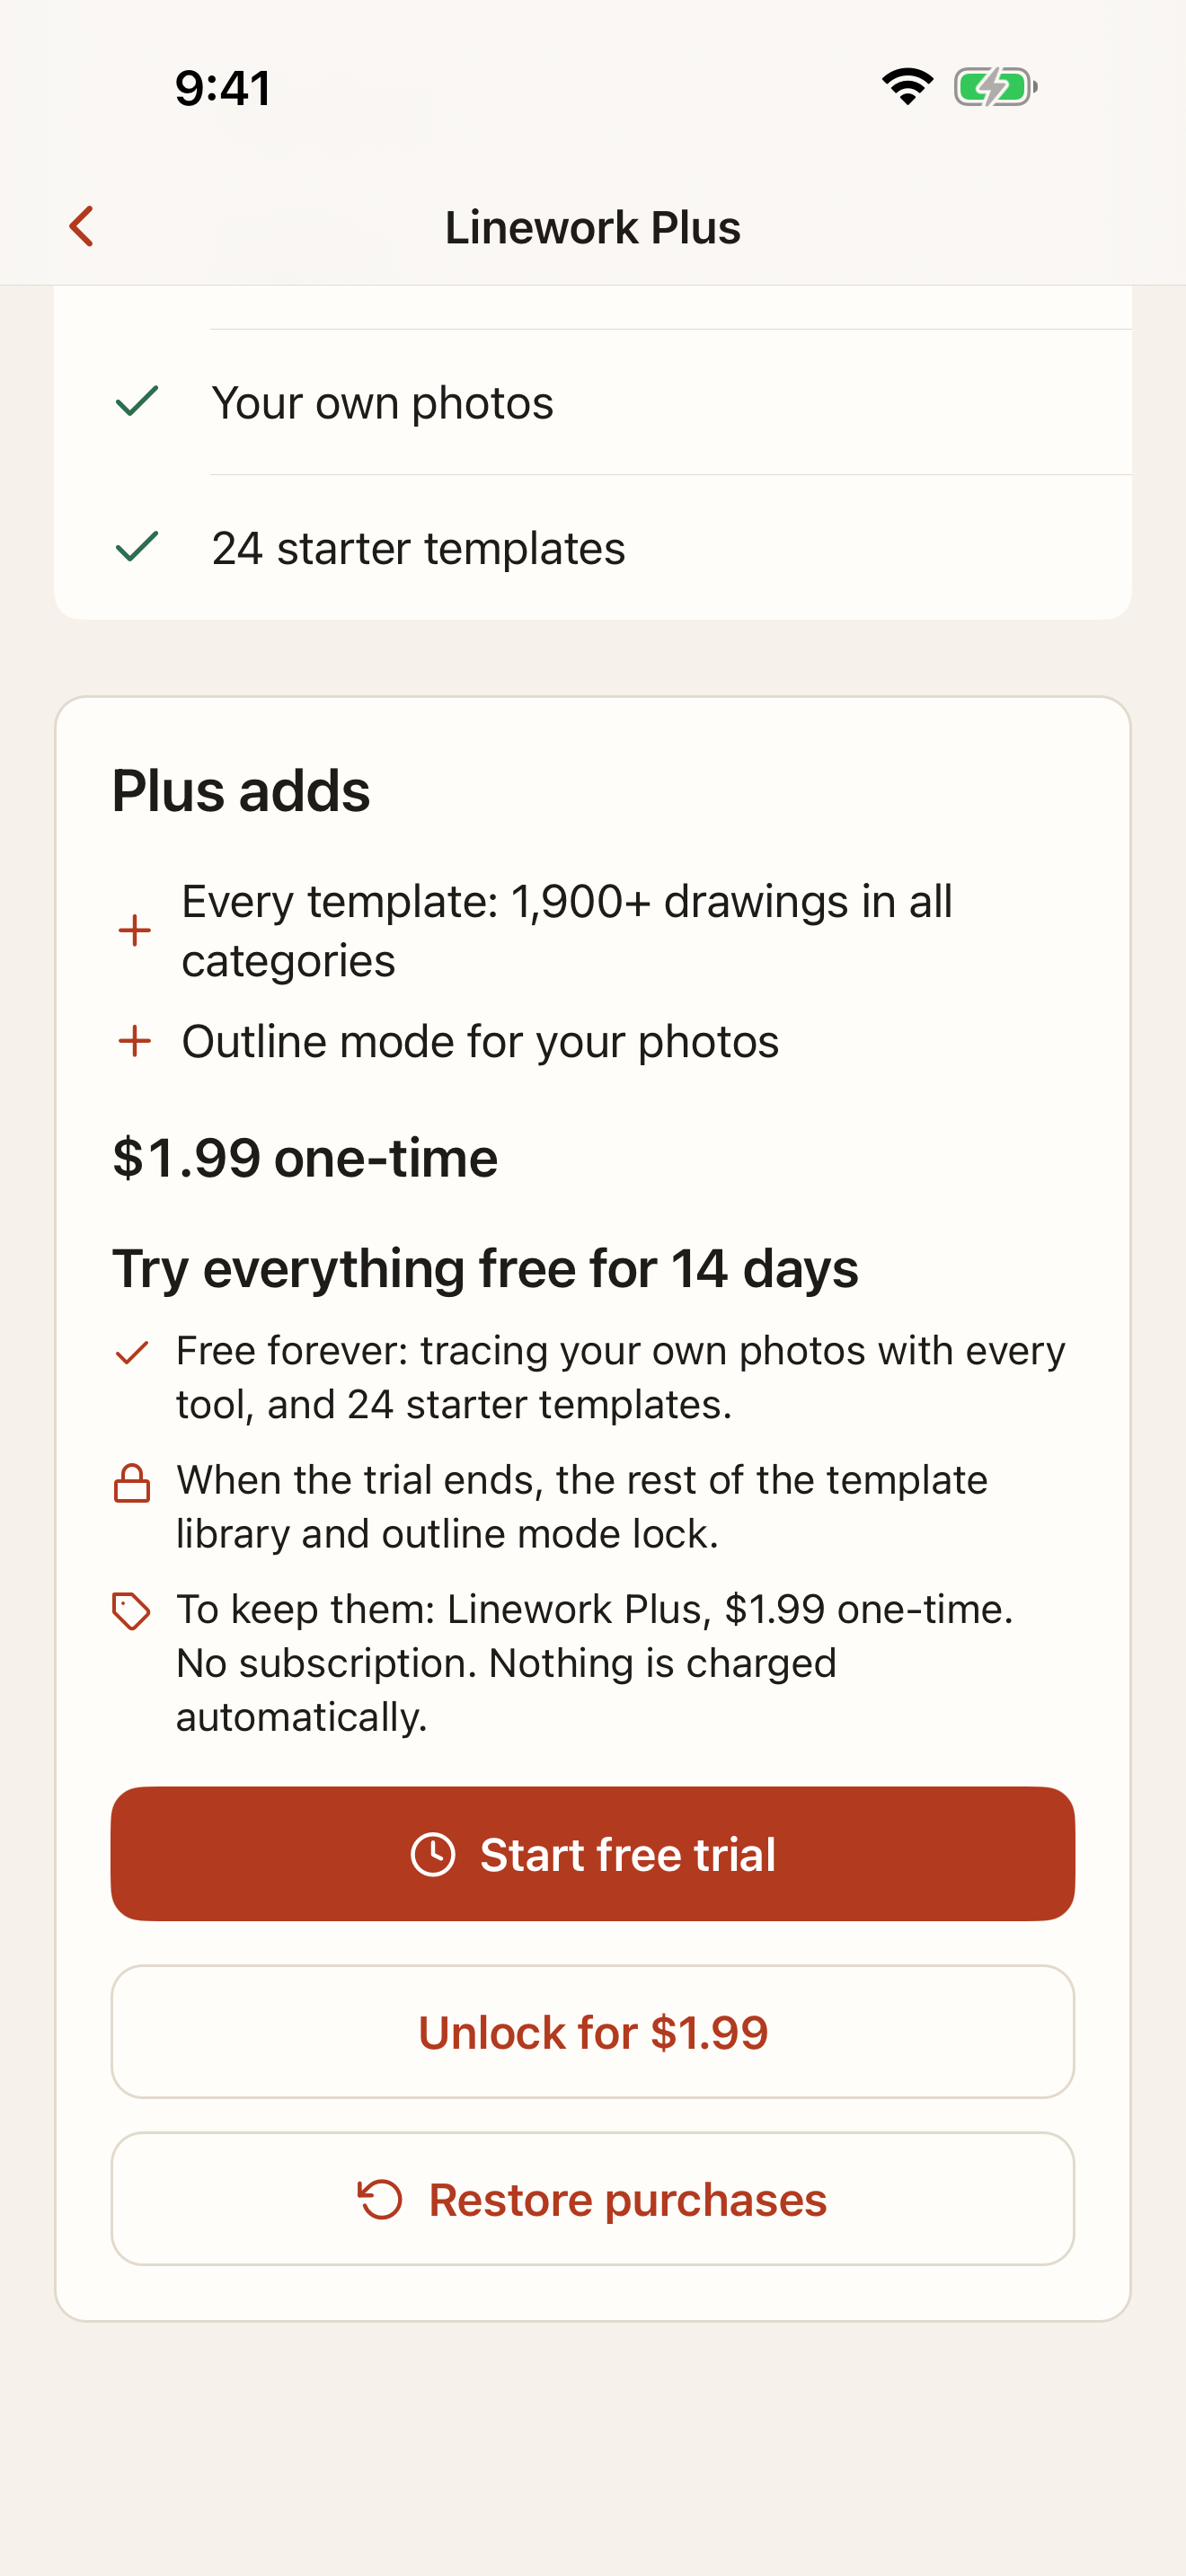 9:41
Linework Plus
Your own photos
24 starter templates
Plus adds
Every template: 1,900+ drawings in all
categories
Outline mode for your photos
$1.99 one-time
Try everything free for 14 days
Free forever: tracing your own photos with every
tool, and 24 starter templates.
When the trial ends, the rest of the template
library and outline mode lock.
To keep them: Linework Plus, $1.99 one-time.
No subscription. Nothing is charged
automatically.
Start free trial
Unlock for $1.99
Restore purchases